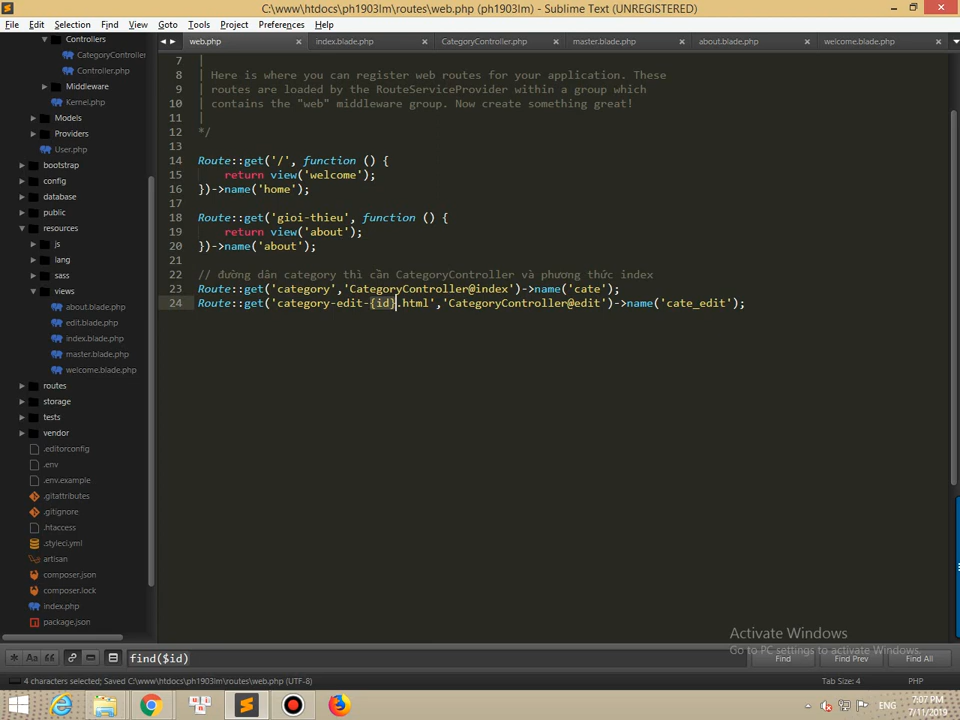 C:\www\htdocs\ph1903lm\routes\web.php (ph1903lm) - Sublime Text (UNREGISTERED)
File Edit Selection Find View Goto Tools Project Preferences Help
Controllers
CategoryController
Controller.php
Middleware
Kernel.php
Models
Providers
User.php
bootstrap
config
database
public
resources
js
lang
sass
views
about.blade.php
edit.blade.php
index.blade.php
master.blade.php
welcome.blade.php
routes
storage
tests
vendor
.editorconfig
.env
.env.example
.gitattributes
.gitignore
.htaccess
.styleci.yml
artisan
composer.json
composer.lock
index.php
package.json
web.php index.blade.php CategoryController.php master.blade.php about.blade.php welcome.blade.php
7 |
8 | Here is where you can register web routes for your application. These
9 | routes are loaded by the RouteServiceProvider within a group which
10 | contains the "web" middleware group. Now create something great!
11 |
12 */
13
14 Route::get('/', function () {
15 return view('welcome');
16 })->name('home');
17
18 Route::get('gioi-thieu', function () {
19 return view('about');
20 })->name('about');
21
22 // đường dân category thì cần CategoryController và phương thức index
23 Route::get('category','CategoryController@index')->name('cate');
24 Route::get('category-edit-{id}.html','CategoryController@edit')->name('cate_edit');
Activate Windows
Go to PC settings to activate Windows.
.* Aa “ find($id) Find Find Prev Find All
4 characters selected; Saved C:\www\htdocs\ph1903lm\routes\web.php (UTF-8) Tab Size: 4 PHP
ENG 7:07 PM
7/11/2019